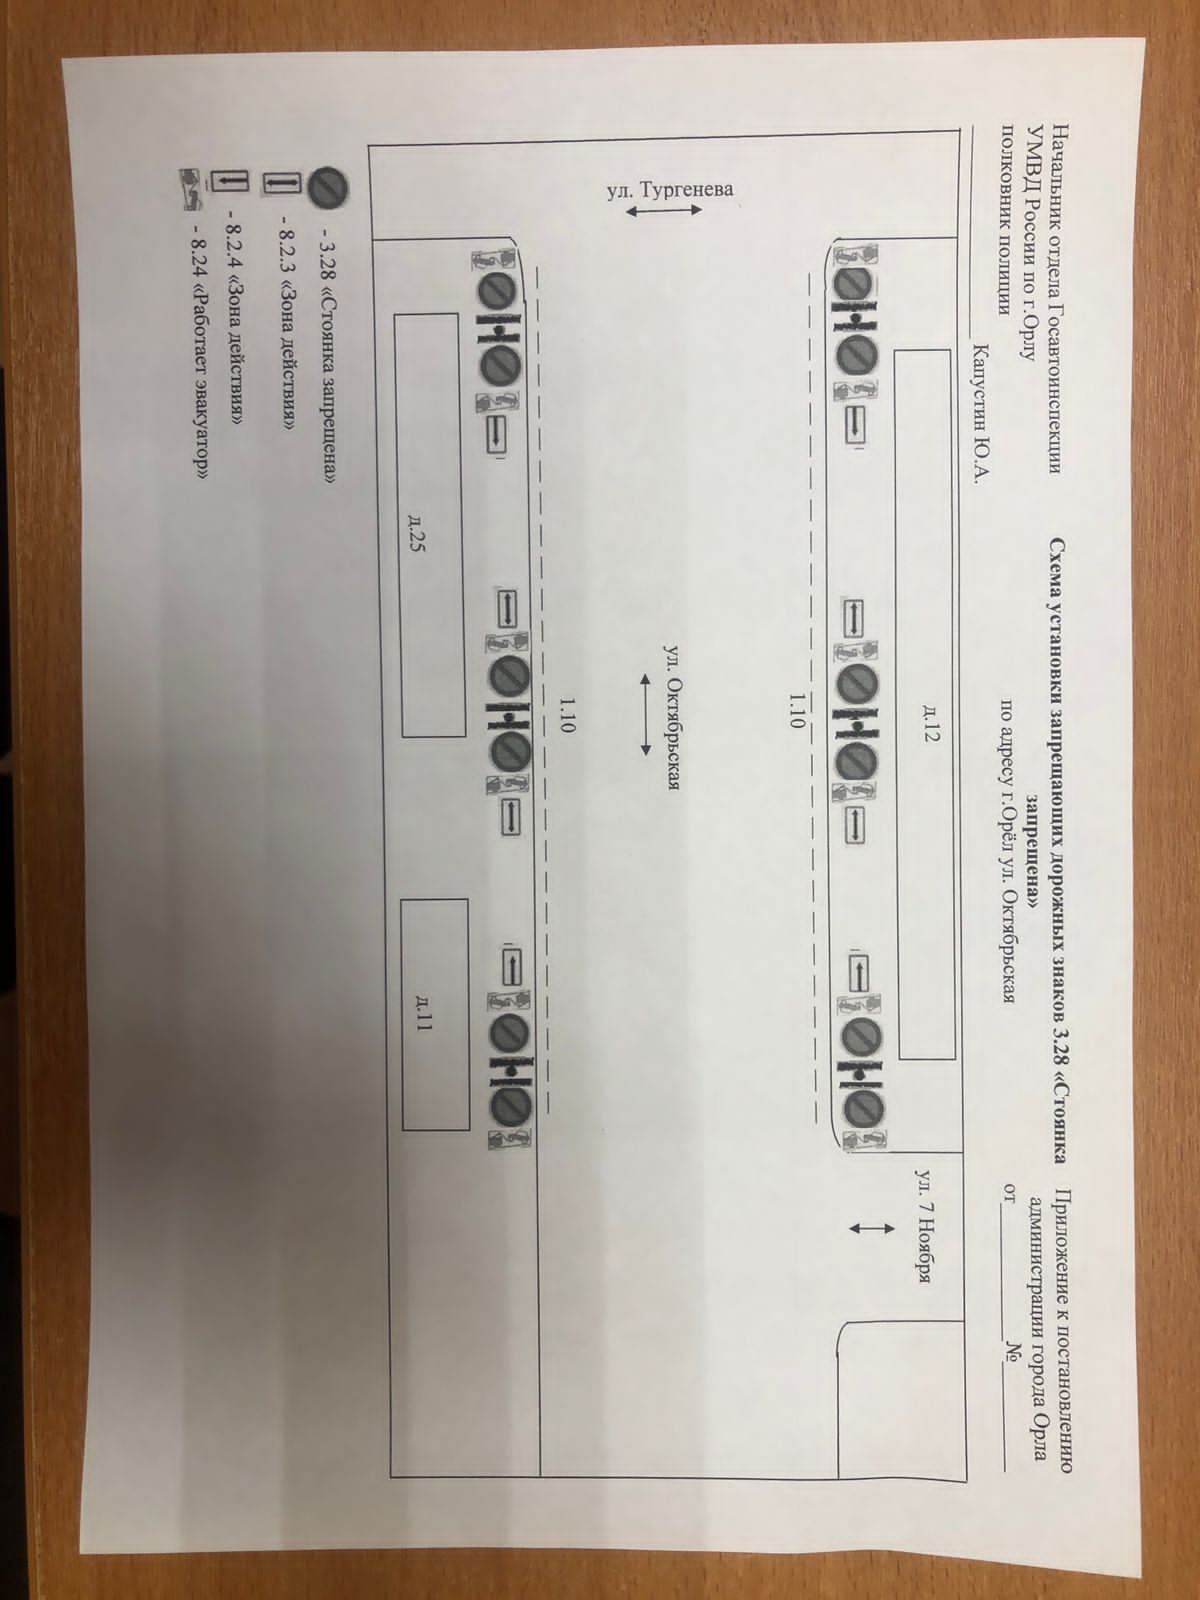 Начальник отдела Госавтоинспекции
УМВД России по г.Орлу
полковник полиции
Капустин Ю.А.
Схема установки запрещающих дорожных знаков 3.28 «Стоянка
запрещена»
по адресу г.Орёл ул. Октябрьская
Приложение к постановлению
администрации города Орла
от №
д.12
ул. 7 Ноября
1.10
ул. Тургенева
ул. Октябрьская
1.10
д.25
д.11
- 3.28 «Стоянка запрещена»
- 8.2.3 «Зона действия»
- 8.2.4 «Зона действия»
- 8.24 «Работает эвакуатор»